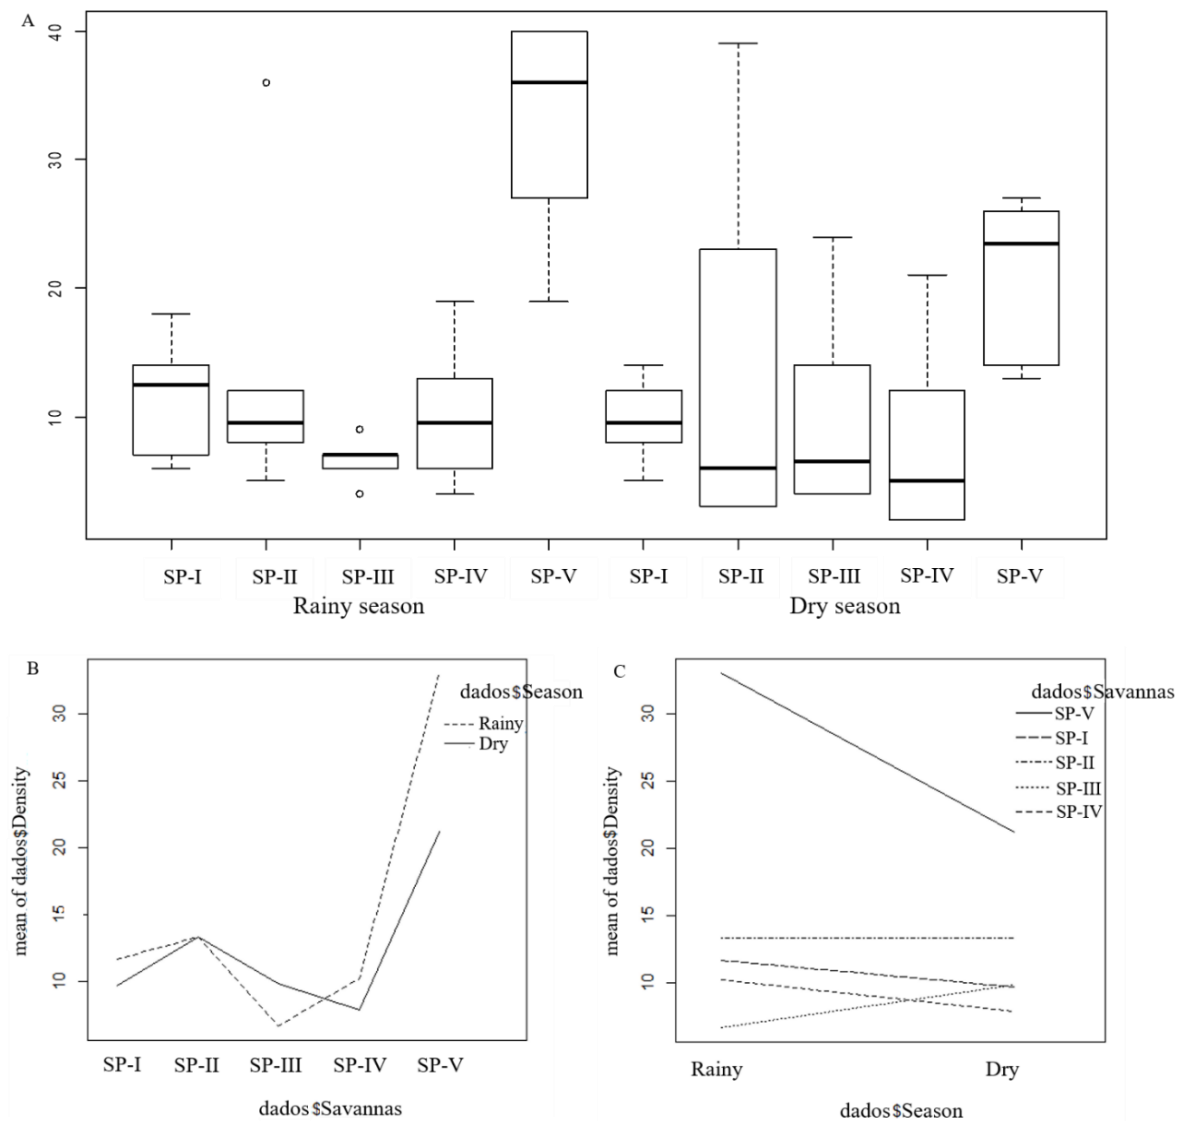 A
40
30
20
10
SP-I SP-II SP-III SP-IV SP-V SP-I SP-II SP-III SP-IV SP-V
Rainy season Dry season
B
dados$Season
Rainy
Dry
mean of dados$Density
30
25
20
15
10
SP-I SP-II SP-III SP-IV SP-V
dados$Savannas
C
dados$Savannas
SP-V
SP-I
SP-II
SP-III
SP-IV
mean of dados$Density
30
25
20
15
10
Rainy Dry
dados$Season